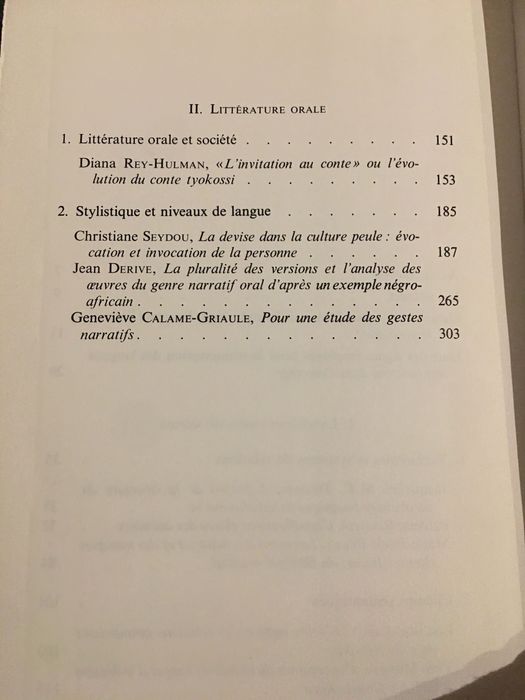 II. LITTÉRATURE ORALE
1. Littérature orale et société . . . . . . . . . 151
Diana REY-HULMAN, «L'invitation au conte» ou l'évo-
lution du conte tyokossi . . . . . . . . . 153
2. Stylistique et niveaux de langue . . . . . . . 185
Christiane SEYDOU, La devise dans la culture peule : évo-
cation et invocation de la personne . . . . . . 187
Jean DERIVE, La pluralité des versions et l'analyse des
œuvres du genre narratif oral d'après un exemple négro-
africain . . . . . . . . . . . . . . 265
Geneviève CALAME-GRIAULE, Pour une étude des gestes
narratifs . . . . . . . . . . . . . . 303